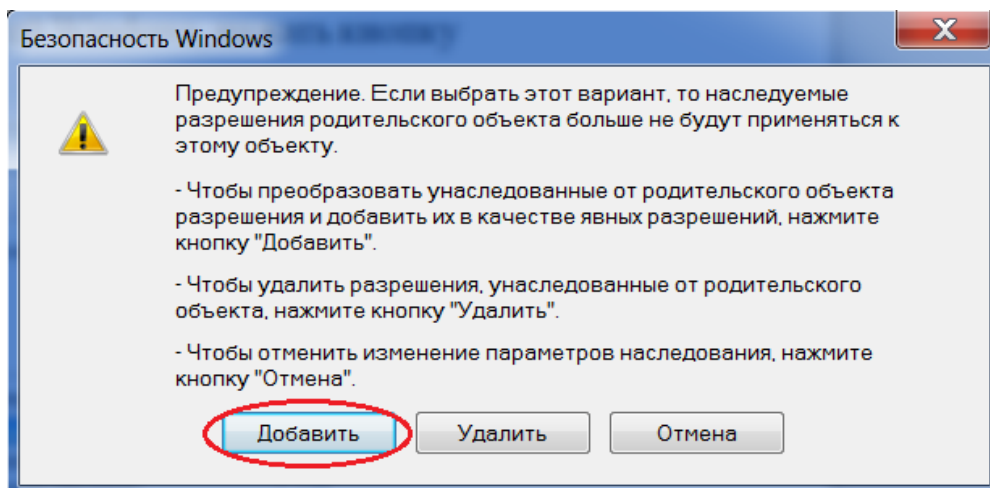 Безопасность Windows
Предупреждение. Если выбрать этот вариант, то наследуемые
разрешения родительского объекта больше не будут применяться к
этому объекту.
- Чтобы преобразовать унаследованные от родительского объекта
разрешения и добавить их в качестве явных разрешений, нажмите
кнопку "Добавить".
- Чтобы удалить разрешения, унаследованные от родительского
объекта, нажмите кнопку "Удалить".
- Чтобы отменить изменение параметров наследования, нажмите
кнопку "Отмена".
Добавить Удалить Отмена